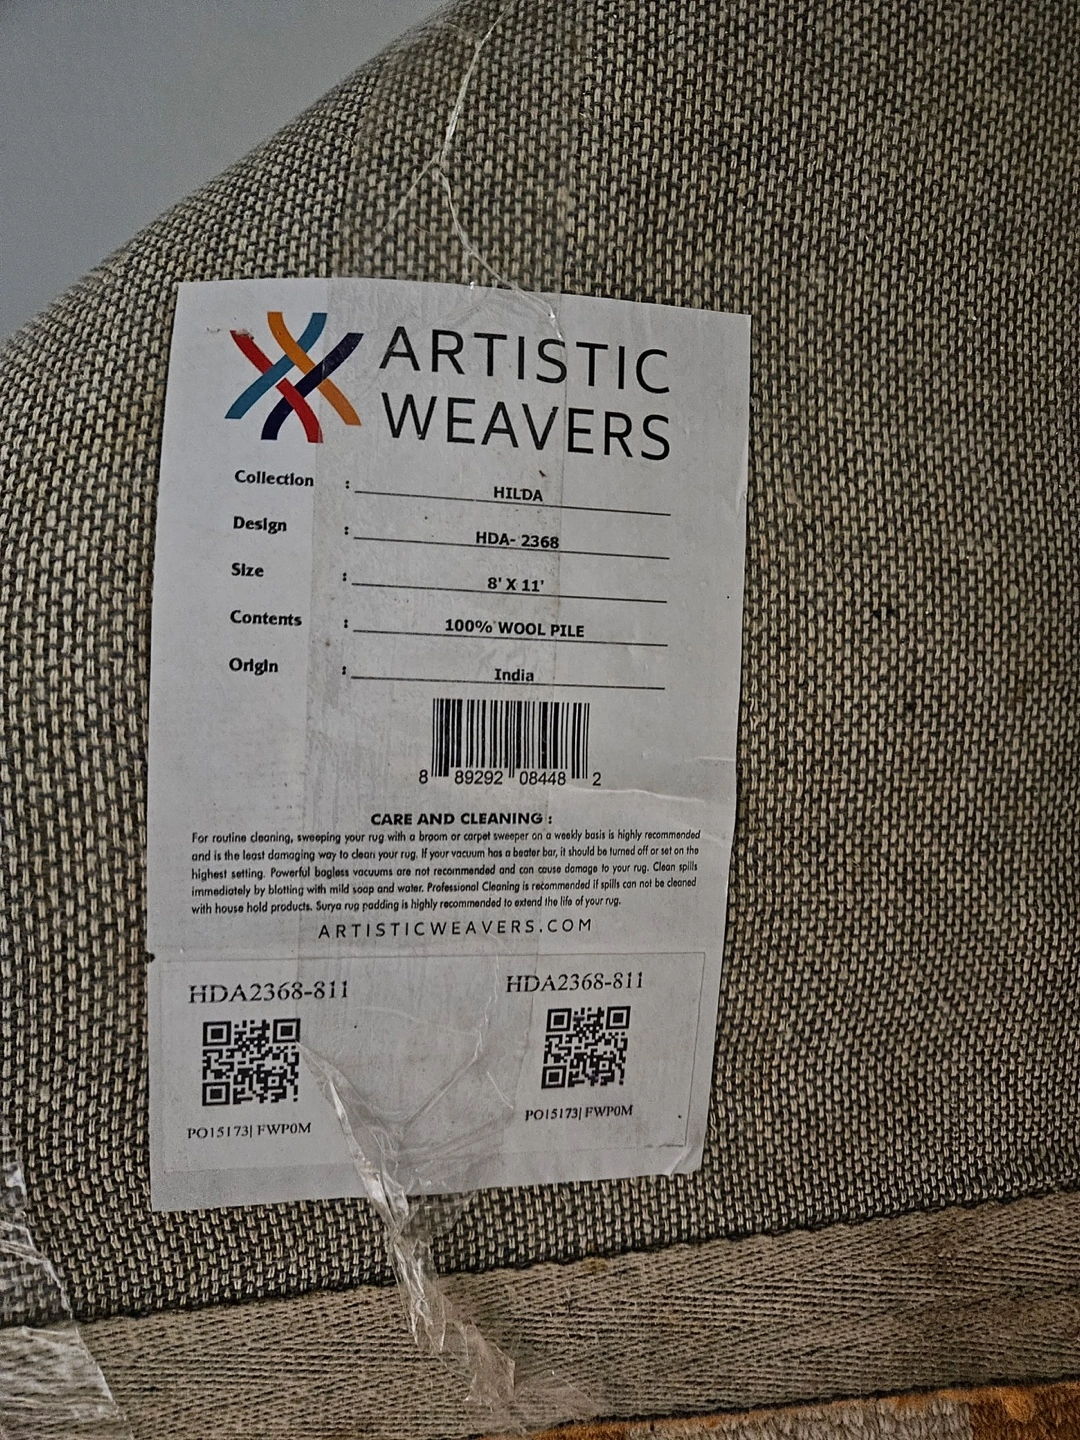 ARTISTIC
WEAVERS
Collection : HILDA
Design : HDA- 2368
Size : 8' X 11'
Contents : 100% WOOL PILE
Origin : India
8 89292 08448 2
CARE AND CLEANING :
For routine cleaning, sweeping your rug with a broom or carpet sweeper on a weekly basis is highly recommended
and is the least damaging way to clean your rug. If your vacuum has a beater bar, it should be turned off or set on the
highest setting. Powerful bagless vacuums are not recommended and can cause damage to your rug. Clean spills
immediately by blotting with mild soap and water. Professional Cleaning is recommended if spills can not be cleaned
with house hold products. Surya rug padding is highly recommended to extend the life of your rug.
ARTISTICWEAVERS.COM
HDA2368-811 HDA2368-811
PO15173| FWP0M PO15173| FWP0M